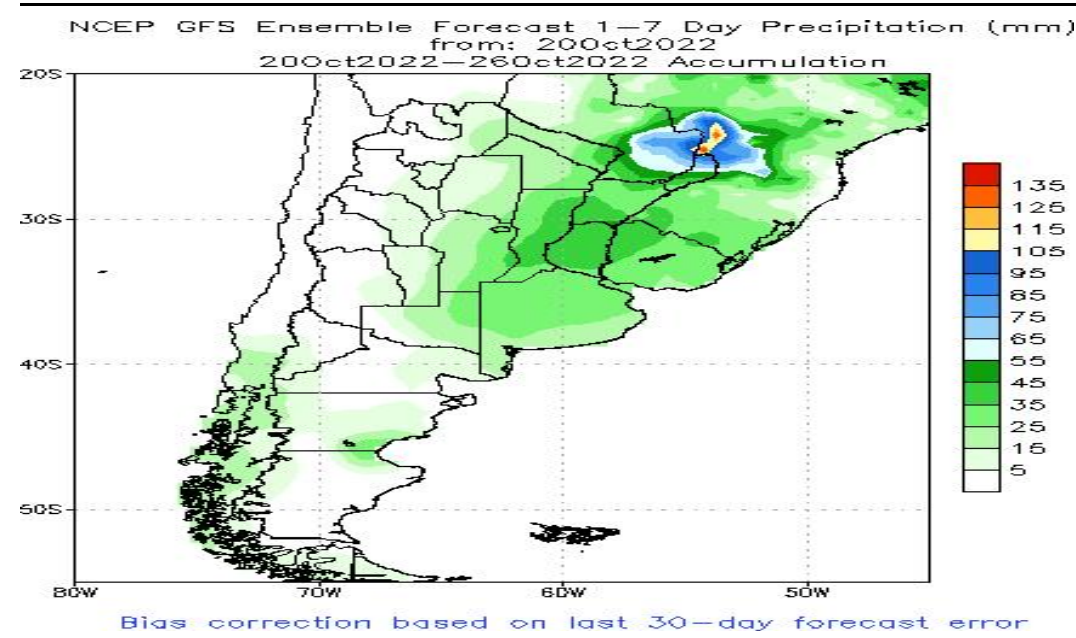 NCEP GFS Ensemble Forecast 1-7 Day Precipitation (mm)
from: 20Oct2022
20Oct2022-26Oct2022 Accumulation
20S
30S
40S
50S
80W
70W
60W
50W
135
125
115
105
95
85
75
65
55
45
35
25
15
5
Bias correction based on last 30-day forecast error